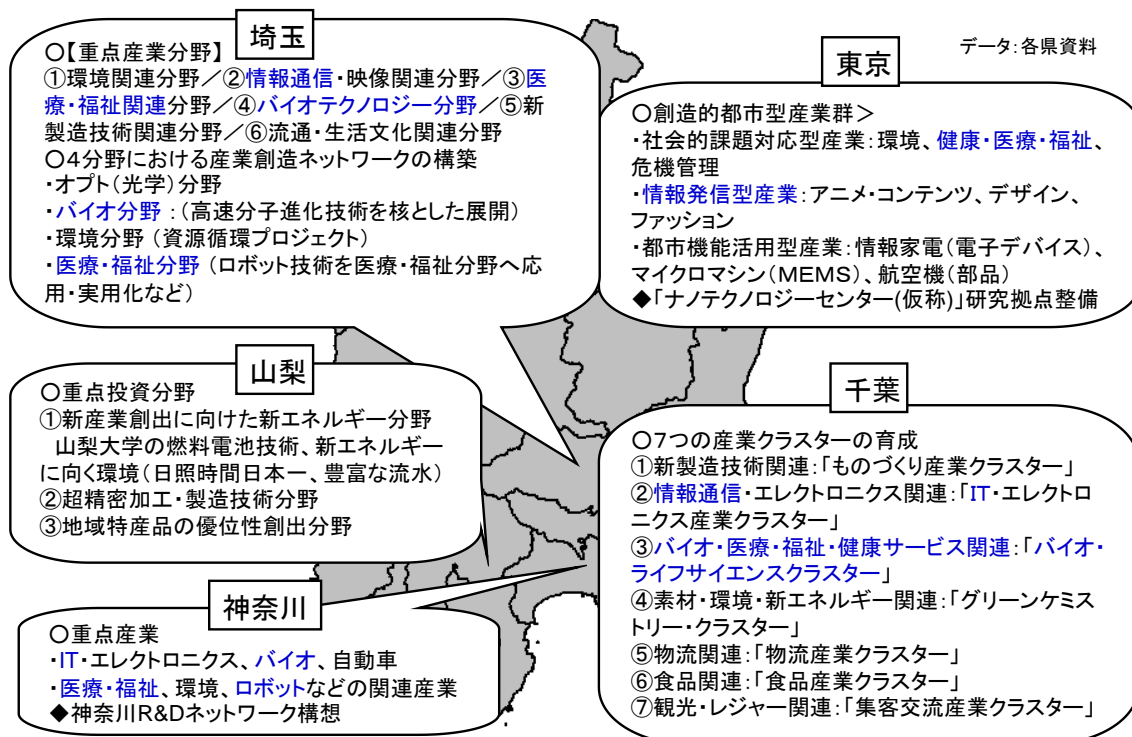 埼玉
○【重点産業分野】
①環境関連分野／②情報通信・映像関連分野／③医
療・福祉関連分野／④バイオテクノロジー分野／⑤新
製造技術関連分野／⑥流通・生活文化関連分野
○４分野における産業創造ネットワークの構築
・オプト（光学）分野
・バイオ分野：（高速分子進化技術を核とした展開）
・環境分野（資源循環プロジェクト）
・医療・福祉分野（ロボット技術を医療・福祉分野へ応
用・実用化など）
データ：各県資料
東京
○創造的都市型産業群＞
・社会的課題対応型産業：環境、健康・医療・福祉、
危機管理
・情報発信型産業：アニメ・コンテンツ、デザイン、
ファッション
・都市機能活用型産業：情報家電（電子デバイス）、
マイクロマシン（ＭＥＭＳ）、航空機（部品）
◆「ナノテクノロジーセンター(仮称)」研究拠点整備
山梨
○重点投資分野
①新産業創出に向けた新エネルギー分野
山梨大学の燃料電池技術、新エネルギー
に向く環境（日照時間日本一、豊富な流水）
②超精密加工・製造技術分野
③地域特産品の優位性創出分野
千葉
○７つの産業クラスターの育成
①新製造技術関連：「ものづくり産業クラスター」
②情報通信・エレクトロニクス関連：「ＩＴ・エレクトロ
ニクス産業クラスター」
③バイオ・医療・福祉・健康サービス関連：「バイオ・
ライフサイエンスクラスター」
④素材・環境・新エネルギー関連：「グリーンケミス
トリー・クラスター」
⑤物流関連：「物流産業クラスター」
⑥食品関連：「食品産業クラスター」
⑦観光・レジャー関連：「集客交流産業クラスター」
神奈川
○重点産業
・ＩＴ・エレクトロニクス、バイオ、自動車
・医療・福祉、環境、ロボットなどの関連産業
◆神奈川Ｒ＆Ｄネットワーク構想